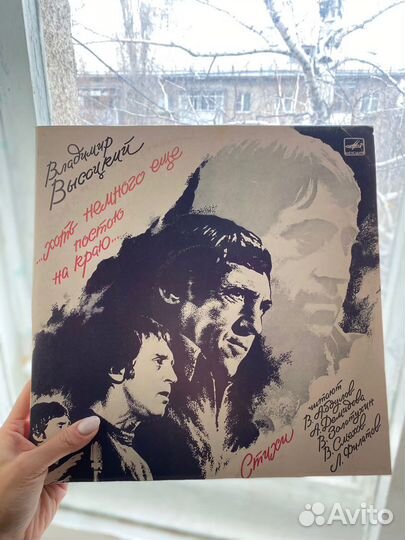 Владимир
Высоцкий
...хоть немного еще
постою
на краю...
Стихи
читают
В. Абдулов
А. Демидова
В. Золотухин
В. Смехов
Л. Филатов
Avito